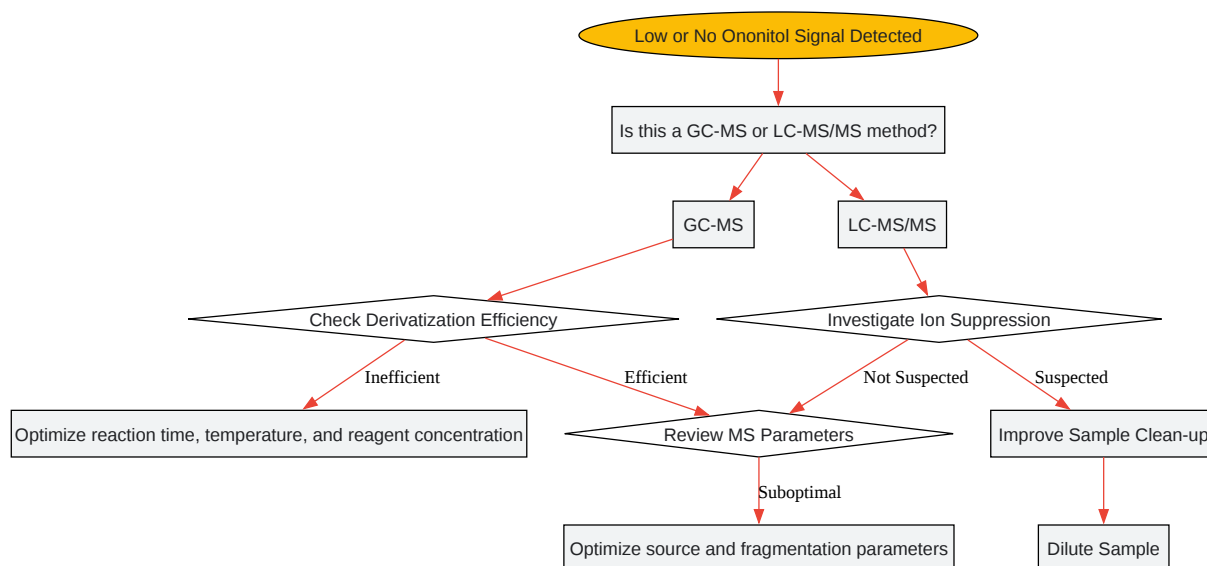 Low or No Ononitol Signal Detected
Is this a GC-MS or LC-MS/MS method?
GC-MS
LC-MS/MS
Check Derivatization Efficiency
Investigate Ion Suppression
Inefficient
Efficient
Not Suspected
Suspected
Optimize reaction time, temperature, and reagent concentration
Review MS Parameters
Improve Sample Clean-up
Suboptimal
Optimize source and fragmentation parameters
Dilute Sample